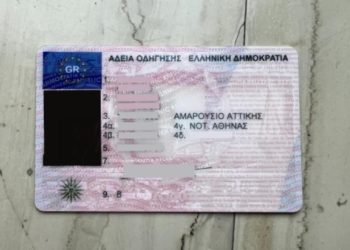 GR ΑΔΕΙΑ ΟΔΗΓΗΣΗΣ ΕΛΛΗΝΙΚΗ ΔΗΜΟΚΡΑΤΙΑ
1.
2.
3. ΑΜΑΡΟΥΣΙΟ ΑΤΤΙΚΗΣ
4α. 4γ. ΝΟΤ. ΑΘΗΝΑΣ
4β. 4δ.
5.
7.
9. Β